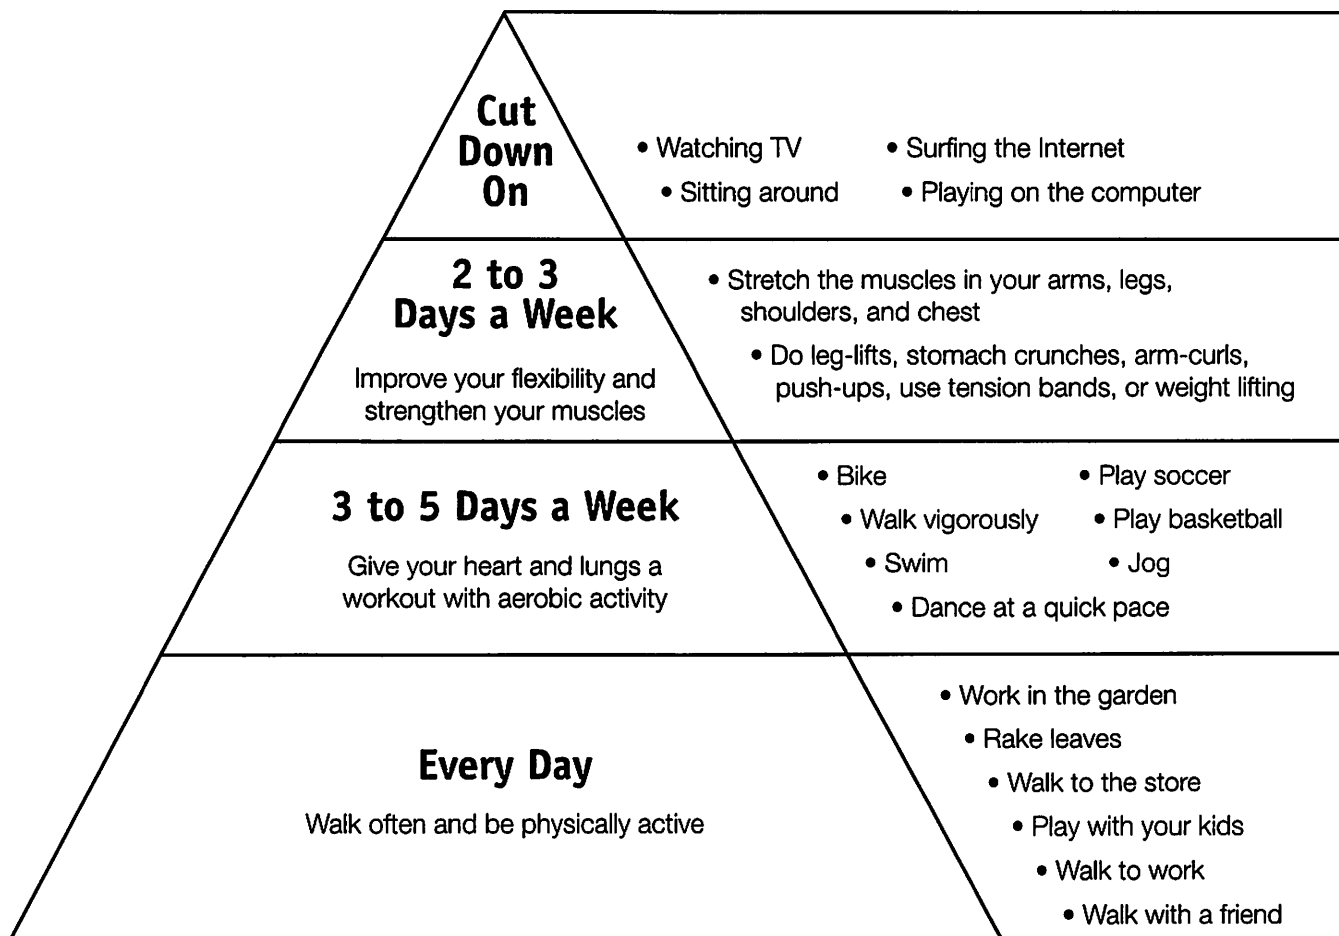 Cut
Down
On
• Watching TV
• Surfing the Internet
• Sitting around
• Playing on the computer
2 to 3
Days a Week
Improve your flexibility and
strengthen your muscles
• Stretch the muscles in your arms, legs,
shoulders, and chest
• Do leg-lifts, stomach crunches, arm-curls,
push-ups, use tension bands, or weight lifting
3 to 5 Days a Week
Give your heart and lungs a
workout with aerobic activity
• Bike
• Play soccer
• Walk vigorously
• Play basketball
• Swim
• Jog
• Dance at a quick pace
Every Day
Walk often and be physically active
• Work in the garden
• Rake leaves
• Walk to the store
• Play with your kids
• Walk to work
• Walk with a friend